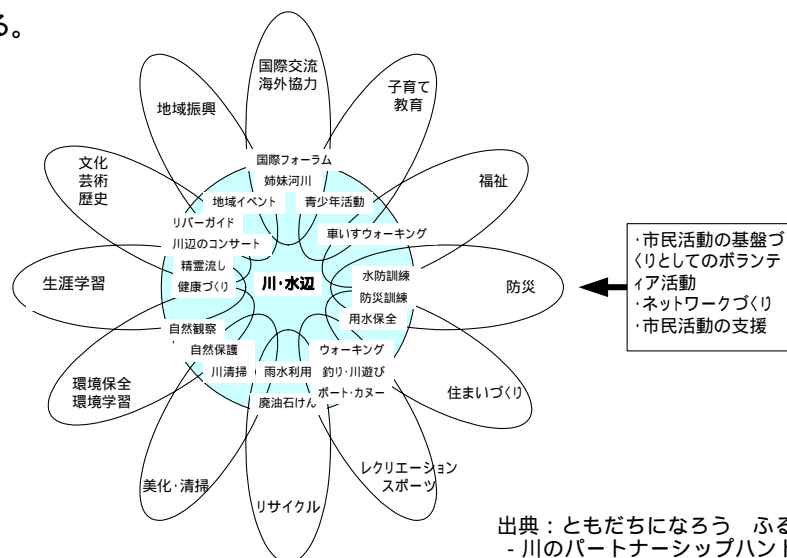 る。
国際交流
海外協力
子育て
教育
地域振興
文化
芸術
歴史
福祉
国際フォーラム
姉妹河川
地域イベント
青少年活動
リバーガイド
車いすウォーキング
川辺のコンサート
精霊流し
健康づくり
川・水辺
水防訓練
防災訓練
用水保全
生涯学習
防災
・市民活動の基盤づ
くりとしてのボランテ
ィア活動
・ネットワークづくり
・市民活動の支援
自然観察
自然保護
川清掃
雨水利用
廃油石けん
ウォーキング
釣り・川遊び
ボート・カヌー
環境保全
環境学習
住まいづくり
美化・清掃
リサイクル
レクリエーション
スポーツ
出典：ともだちになろう　ふる
- 川のパートナーシップハンド